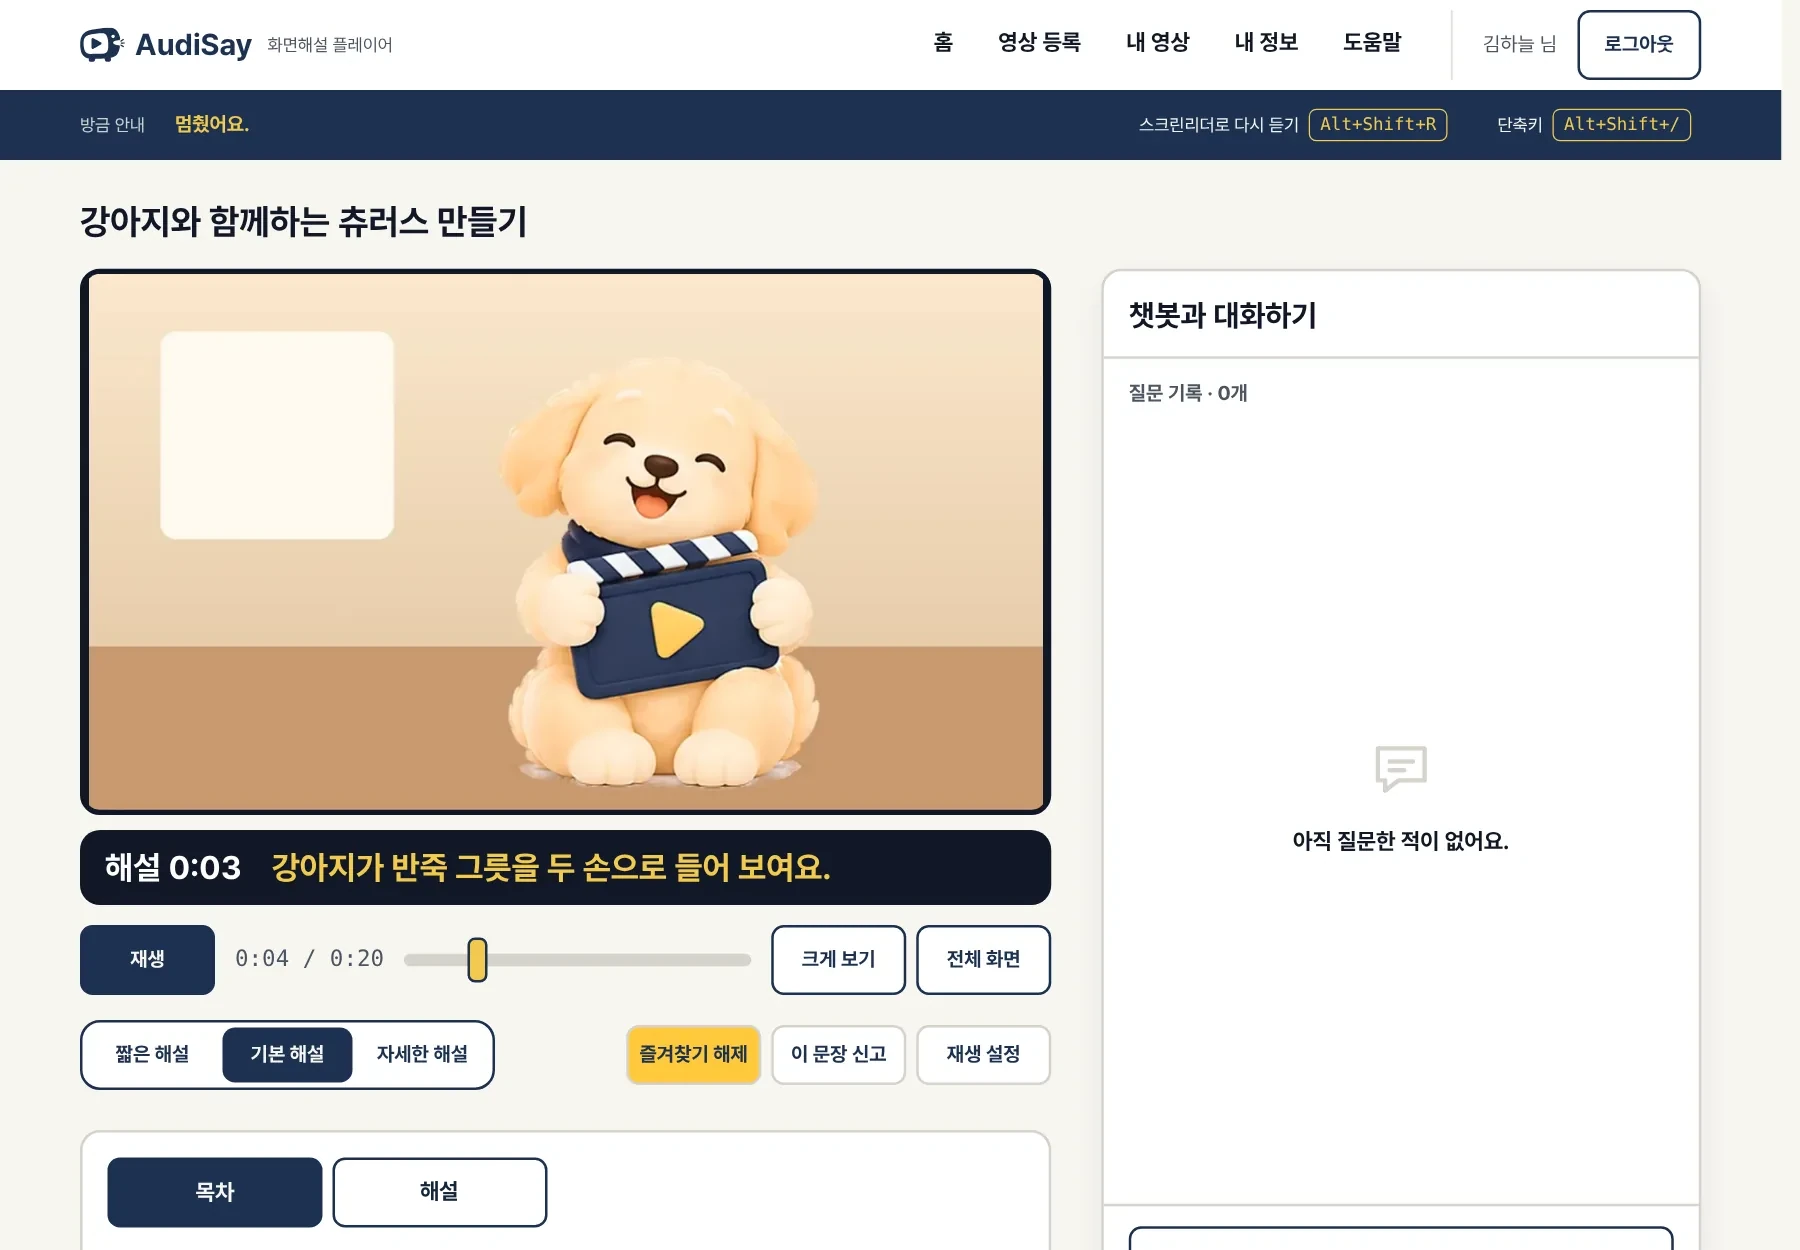 AudiSay 화면해설 플레이어
홈 영상 등록 내 영상 내 정보 도움말 김하늘 님 로그아웃
방금 안내 멈췄어요. 스크린리더로 다시 듣기 Alt+Shift+R 단축키 Alt+Shift+/
강아지와 함께하는 츄러스 만들기
해설 0:03 강아지가 반죽 그릇을 두 손으로 들어 보여요.
재생 0:04 / 0:20 크게 보기 전체 화면
짧은 해설 기본 해설 자세한 해설 즐겨찾기 해제 이 문장 신고 재생 설정
목차 해설
챗봇과 대화하기
질문 기록 · 0개
아직 질문한 적이 없어요.